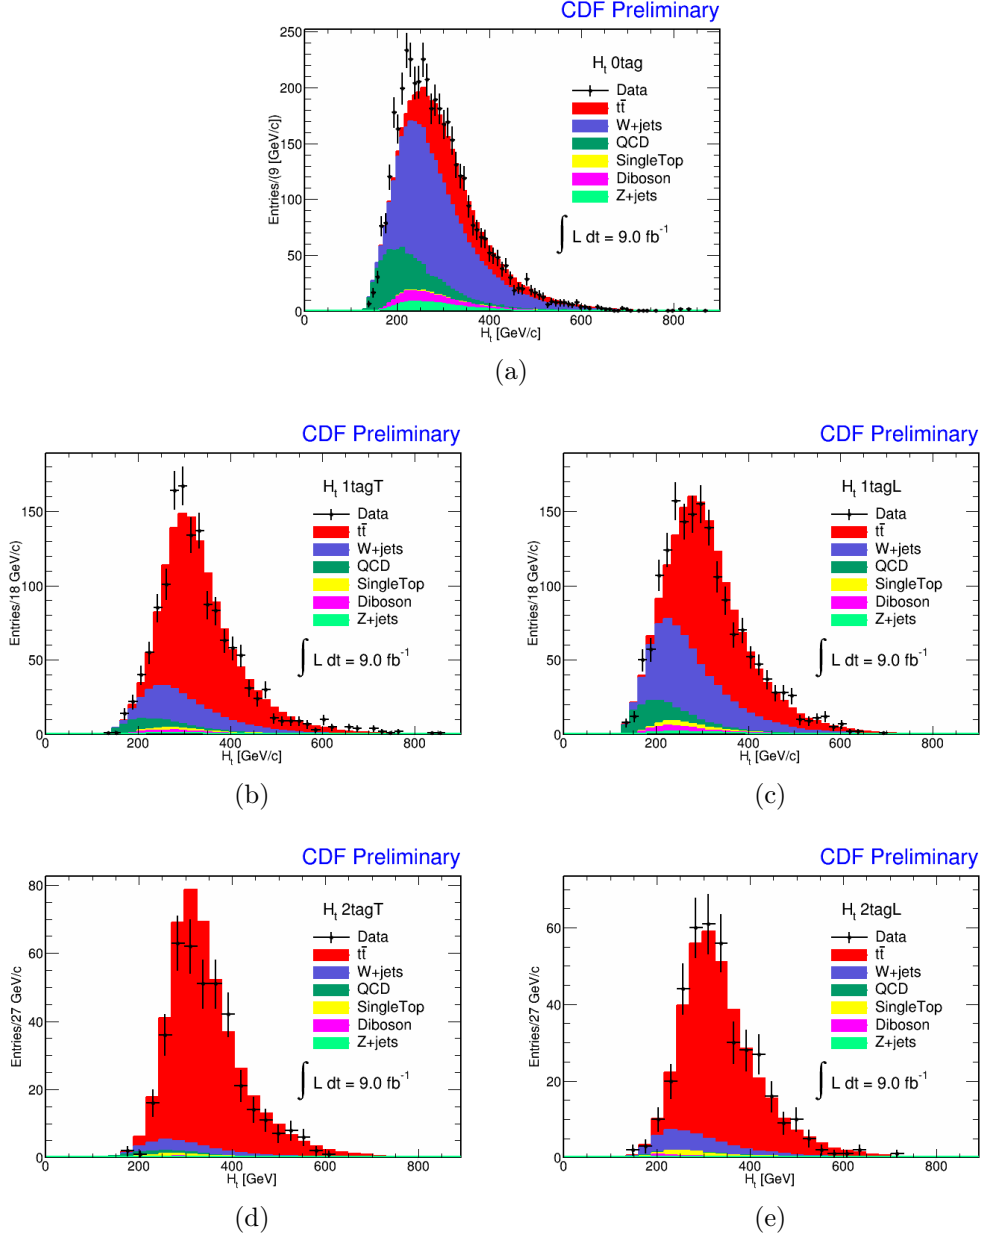 CDF Preliminary
H_t 0tag
Data
tt̄
W+jets
QCD
SingleTop
Diboson
Z+jets
∫ L dt = 9.0 fb⁻¹
Entries/(9 [GeV/c])
250
200
150
100
50
0
0 200 400 600 800
H_t [GeV/c]
(a)
CDF Preliminary
H_t 1tagT
Data
tt̄
W+jets
QCD
SingleTop
Diboson
Z+jets
∫ L dt = 9.0 fb⁻¹
Entries/18 GeV/c)
150
100
50
0
0 200 400 600 800
H_t [GeV/c]
(b)
CDF Preliminary
H_t 1tagL
Data
tt̄
W+jets
QCD
SingleTop
Diboson
Z+jets
∫ L dt = 9.0 fb⁻¹
Entries/18 GeV/c)
150
100
50
0
0 200 400 600 800
H_t [GeV/c]
(c)
CDF Preliminary
H_t 2tagT
Data
tt̄
W+jets
QCD
SingleTop
Diboson
Z+jets
∫ L dt = 9.0 fb⁻¹
Entries/27 GeV/c
80
60
40
20
0
0 200 400 600 800
H_t [GeV]
(d)
CDF Preliminary
H_t 2tagL
Data
tt̄
W+jets
QCD
SingleTop
Diboson
Z+jets
∫ L dt = 9.0 fb⁻¹
Entries/27 GeV/c
60
40
20
0
0 200 400 600 800
H_t [GeV]
(e)